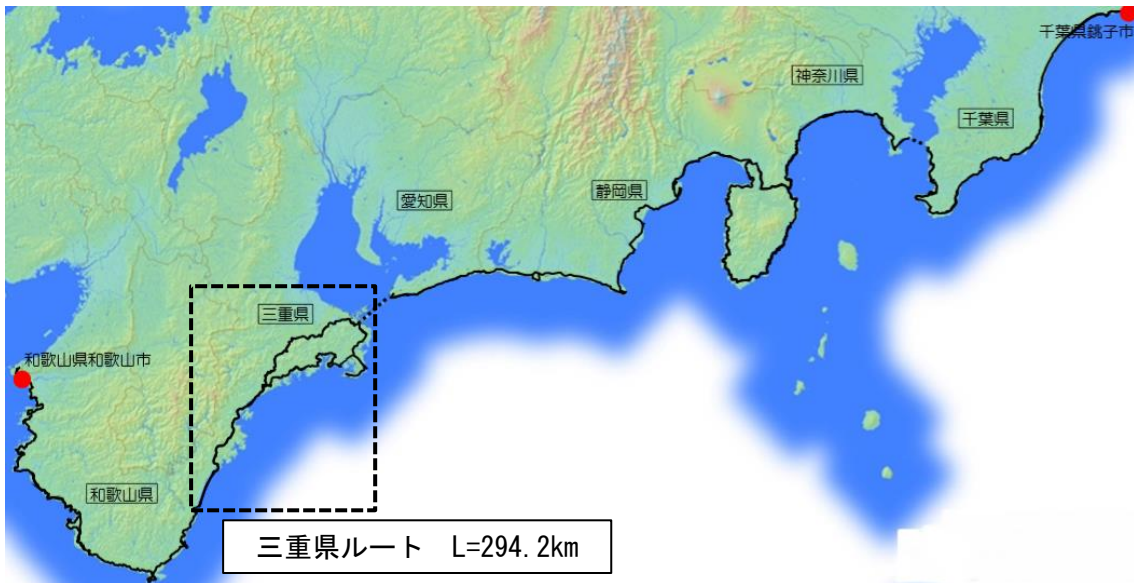 千葉県銚子市
神奈川県
千葉県
静岡県
愛知県
三重県
和歌山県和歌山市
和歌山県
三重県ルート L=294.2km